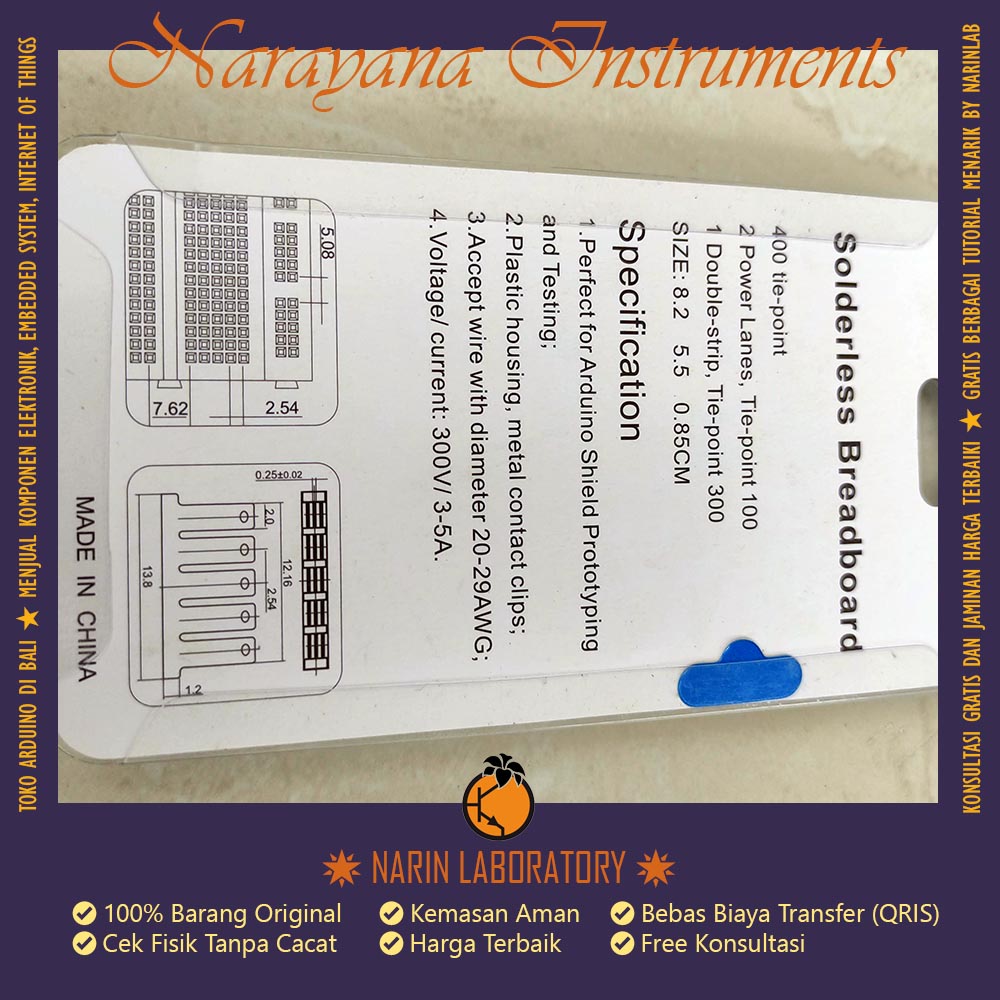 Narayana Instruments
TOKO ARDUINO DI BALI ★ MENJUAL KOMPONEN ELEKTRONIK, EMBEDDED SYSTEM, INTERNET OF THINGS
KONSULTASI GRATIS DAN JAMINAN HARGA TERBAIK! ★ GRATIS BERBAGAI TUTORIAL MENARIK BY NARINLAB
Solderless Breadboard
400 tie-point
2 Power Lanes, Tie-point 100
1 Double-strip, Tie-point 300
SIZE: 8.2 5.5 0.85CM
Specification
1.Perfect for Arduino Shield Prototyping
and Testing;
2.Plastic housing, metal contact clips;
3.Accept wire with diameter 20-29AWG;
4.Voltage/ current: 300V/ 3-5A.
5.08
7.62
2.54
0.25±0.02
2.0
12.16
2.54
13.8
1.2
MADE IN CHINA
NARIN LABORATORY
100% Barang Original
Kemasan Aman
Bebas Biaya Transfer (QRIS)
Cek Fisik Tanpa Cacat
Harga Terbaik
Free Konsultasi